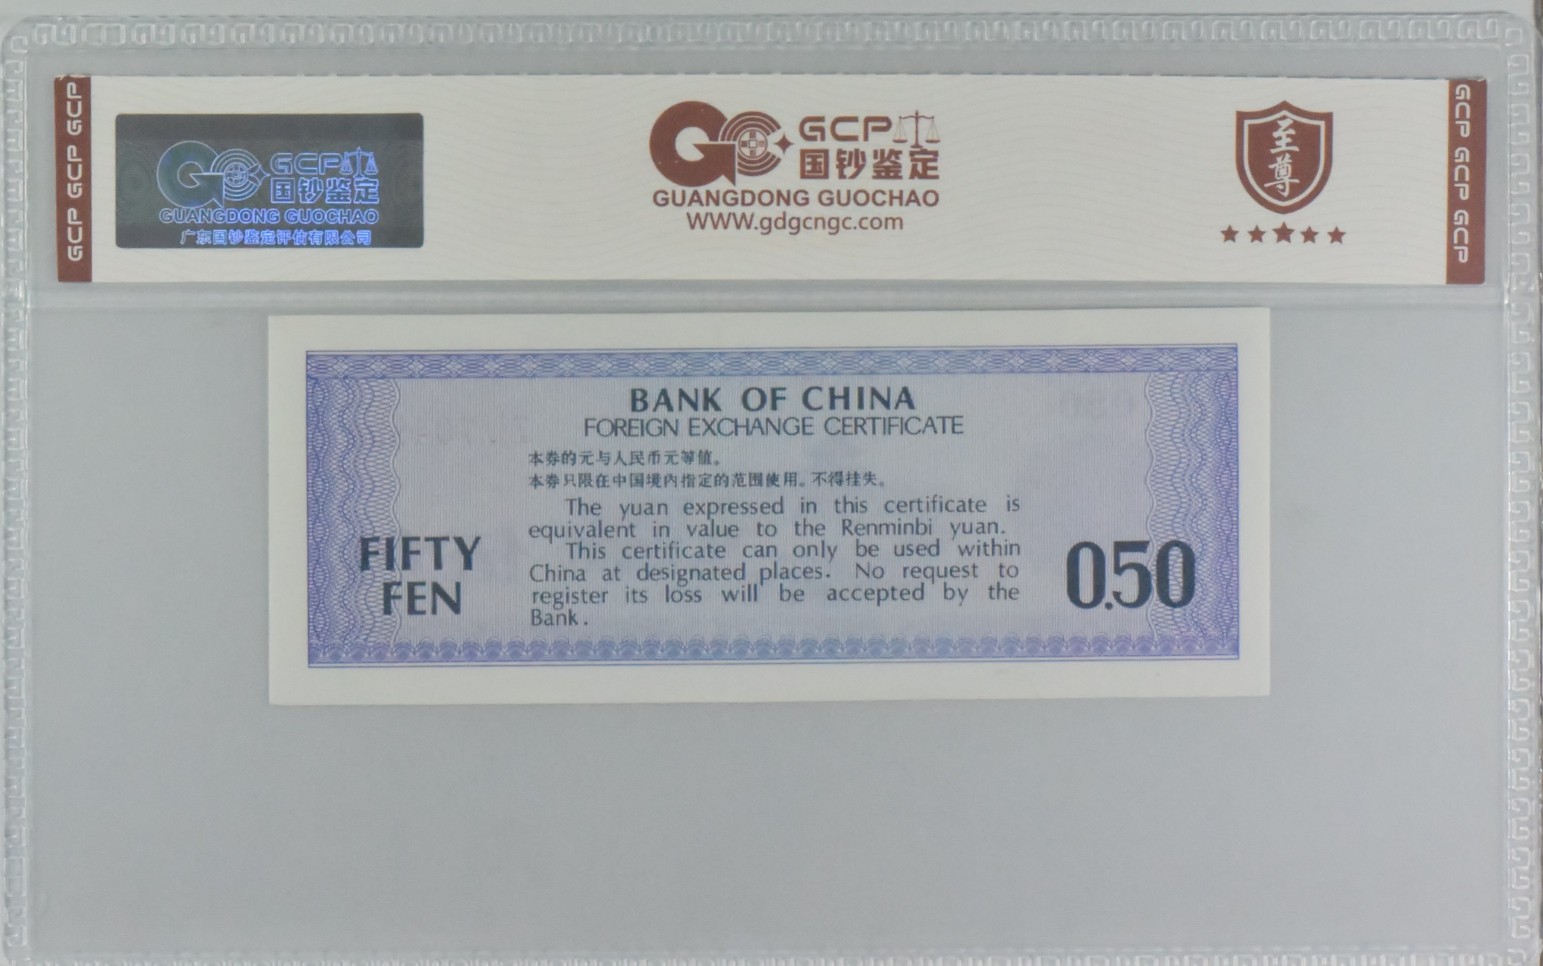 GCP GCP GCP
GCP 国钞鉴定
GUANGDONG GUOCHAO
广东国钞鉴定评估有限公司
GCP
国钞鉴定
GUANGDONG GUOCHAO
WWW.gdgcngc.com
至尊
GCP GCP GCP
BANK OF CHINA
FOREIGN EXCHANGE CERTIFICATE
本券的元与人民币元等值。
本券只限在中国境内指定的范围使用。不得挂失。
The yuan expressed in this certificate is
equivalent in value to the Renminbi yuan.
This certificate can only be used within
China at designated places. No request to
register its loss will be accepted by the
Bank.
FIFTY
FEN
0.50